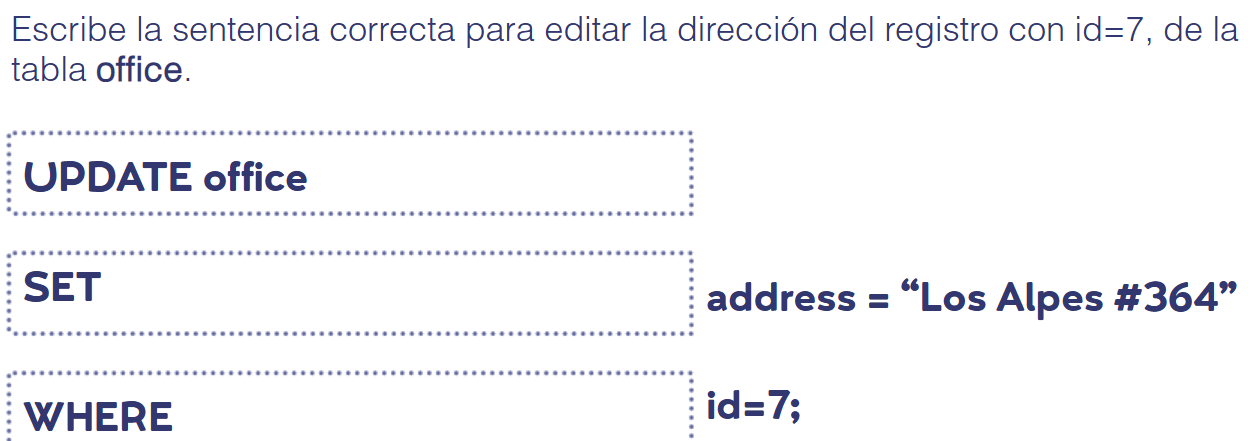 Escribe la sentencia correcta para editar la dirección del registro con id=7, de la
tabla office.
UPDATE office
SET
address = “Los Alpes #364”
WHERE
id=7;